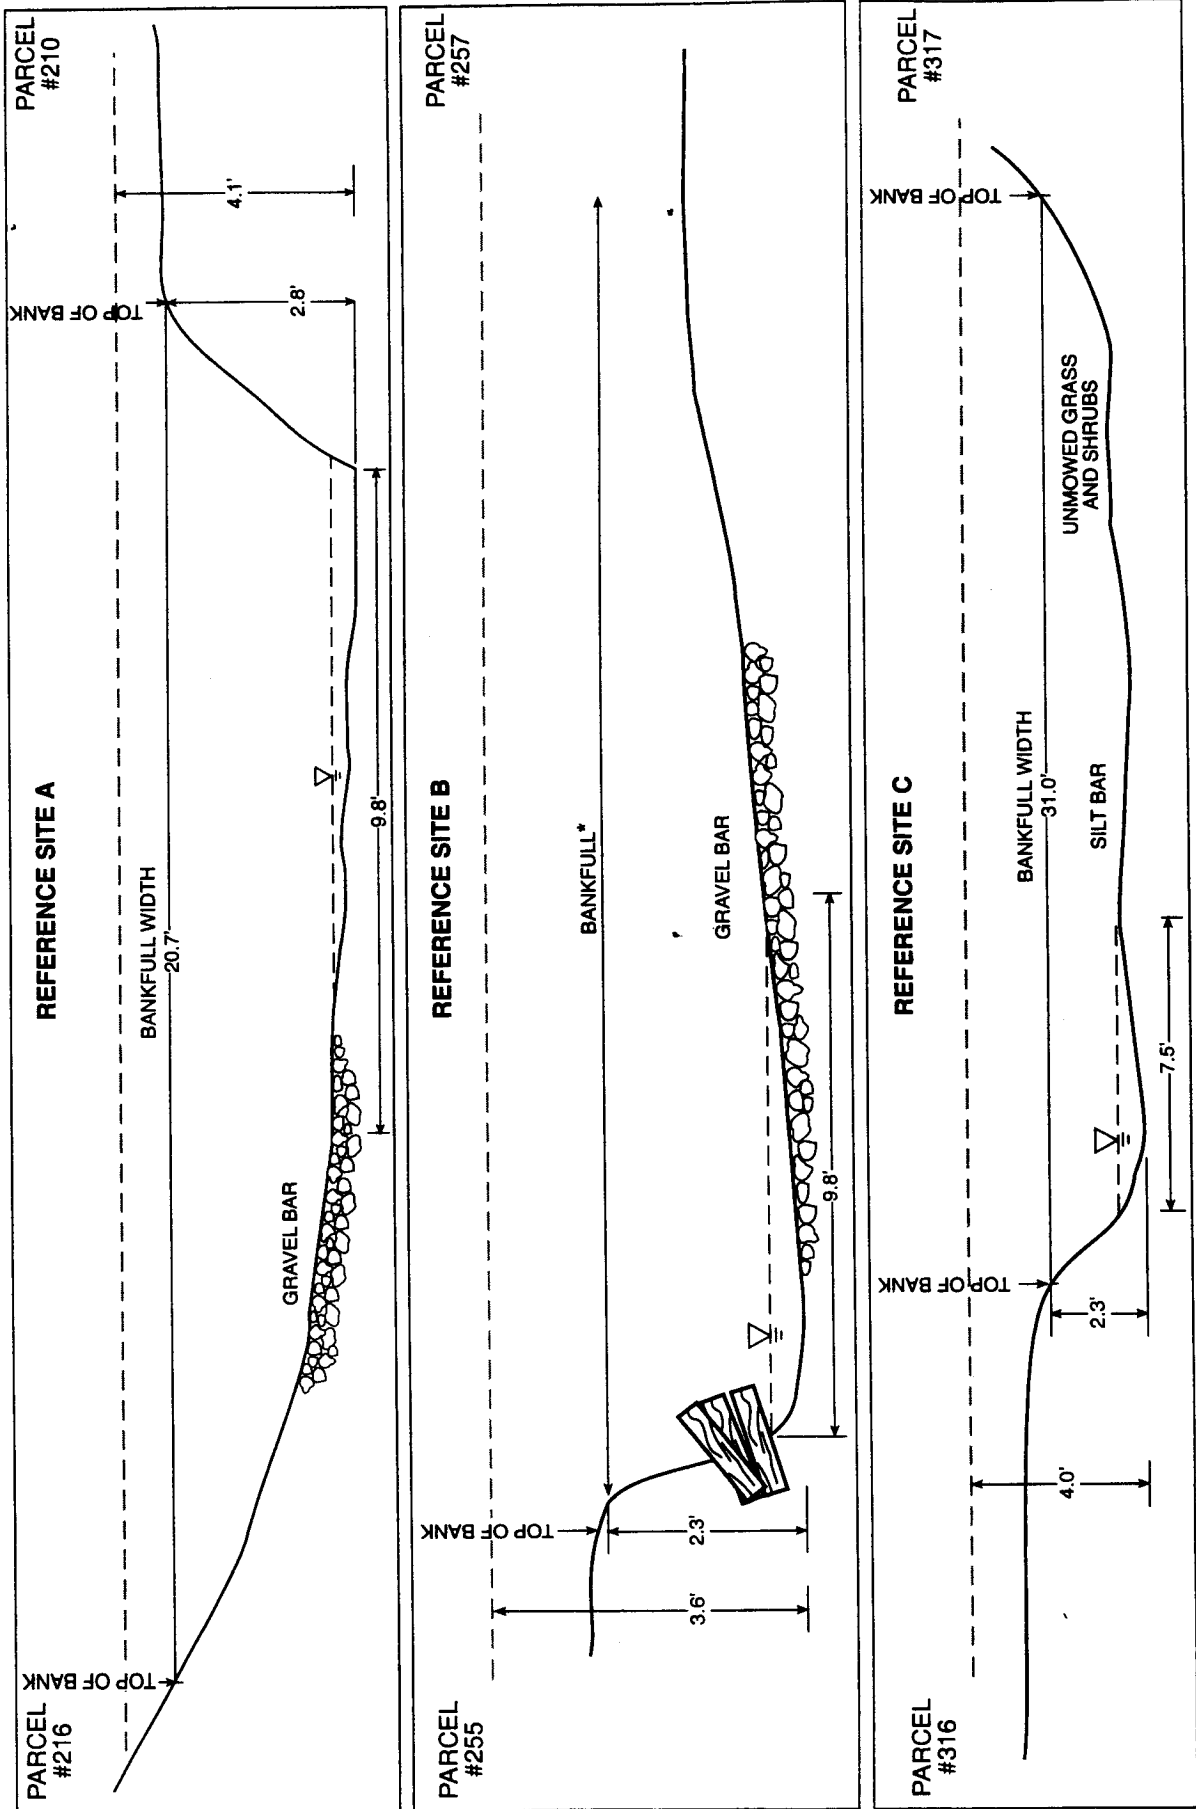 REFERENCE SITE A
PARCEL
#216
PARCEL
#210
TOP OF BANK
TOP OF BANK
BANKFULL WIDTH
20.7'
4.1'
2.8'
GRAVEL BAR
9.8'
REFERENCE SITE B
PARCEL
#255
PARCEL
#257
TOP OF BANK
BANKFULL*
GRAVEL BAR
2.3'
3.6'
9.8'
REFERENCE SITE C
PARCEL
#316
PARCEL
#317
TOP OF BANK
TOP OF BANK
BANKFULL WIDTH
31.0'
UNMOWED GRASS
AND SHRUBS
SILT BAR
2.3'
4.0'
7.5'